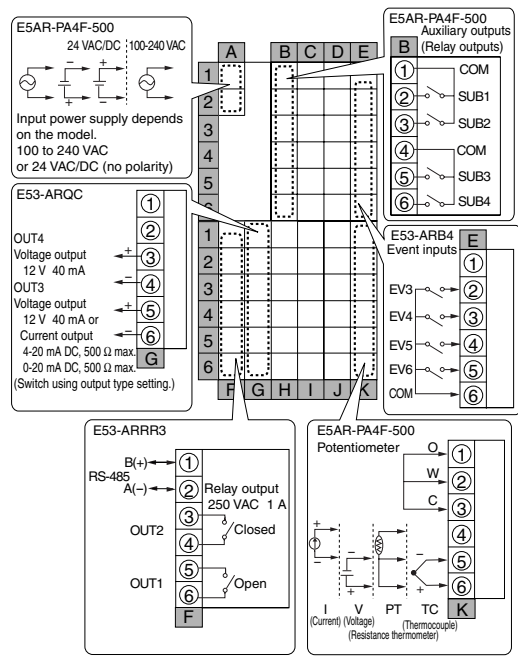 E5AR-PA4F-500
24 VAC/DC 100-240 VAC
Input power supply depends
on the model.
100 to 240 VAC
or 24 VAC/DC (no polarity)
A B C D E
1
2
3
4
5
6
1
2
3
4
5
6
F G H I J K
E5AR-PA4F-500
Auxiliary outputs
(Relay outputs)
B
1 COM
2 SUB1
3 SUB2
4 COM
5 SUB3
6 SUB4
E53-ARQC
1
2
OUT4
Voltage output
12 V 40 mA
+ 3
− 4
OUT3
Voltage output
12 V 40 mA or
Current output
+ 5
− 6
4-20 mA DC, 500 Ω max.
0-20 mA DC, 500 Ω max.
G
(Switch using output type setting.)
E53-ARB4
Event inputs
E
1
EV3 2
EV4 3
EV5 4
EV6 5
COM 6
E53-ARRR3
B(+) 1
RS-485
A(−) 2
Relay output
250 VAC 1 A
OUT2
3
4
Closed
OUT1
5
6
Open
F
E5AR-PA4F-500
Potentiometer
O 1
W 2
C 3
4
5
6
K
+ − − + − +
I V PT TC
(Current) (Voltage)
(Thermocouple)
(Resistance thermometer)